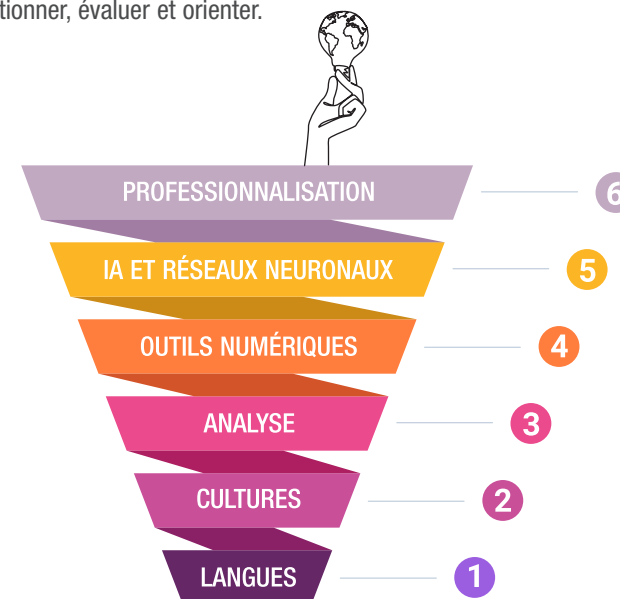 évaluer et orienter.
PROFESSIONNALISATION
6
IA ET RÉSEAUX NEURONAUX
5
OUTILS NUMÉRIQUES
4
ANALYSE
3
CULTURES
2
LANGUES
1